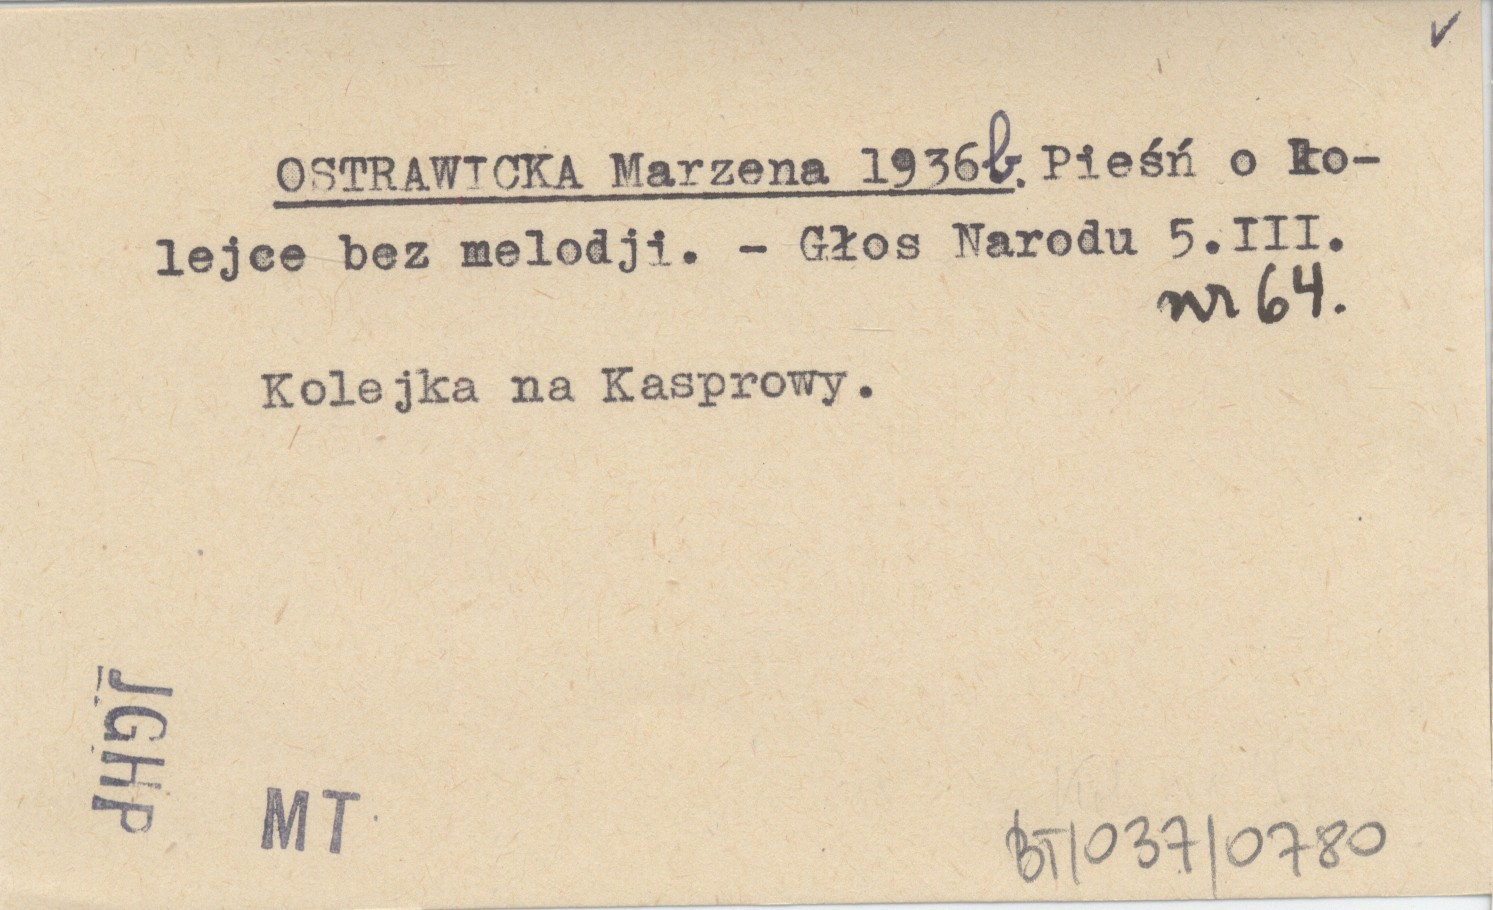 ✓
OSTRAWICKA Marzena 1936b. Pieśń o ko-
lejce bez melodji. - Głos Narodu 5.III.
nr 64.
Kolejka na Kasprowy.
JGHP
MT
BT/037/0780